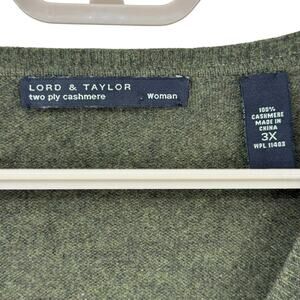 LORD & TAYLOR
two ply cashmere Woman
100%
CASHMERE
MADE IN
CHINA
3X
WPL 11403